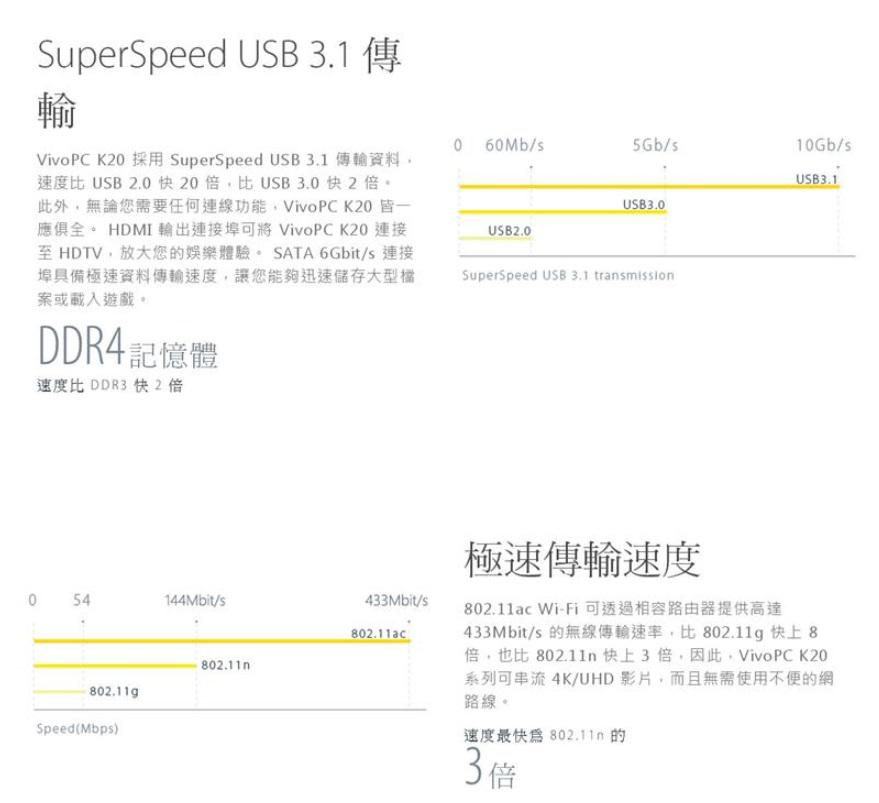 SuperSpeed USB 3.1 傳
輸
VivoPC K20 採用 SuperSpeed USB 3.1 傳輸資料，
速度比 USB 2.0 快 20 倍，比 USB 3.0 快 2 倍。
此外，無論您需要任何連線功能，VivoPC K20 皆一
應俱全。 HDMI 輸出連接埠可將 VivoPC K20 連接
至 HDTV，放大您的娛樂體驗。 SATA 6Gbit/s 連接
埠具備極速資料傳輸速度，讓您能夠迅速儲存大型檔
案或載入遊戲。
DDR4 記憶體
速度比 DDR3 快 2 倍
0 60Mb/s 5Gb/s 10Gb/s
USB3.1
USB3.0
USB2.0
SuperSpeed USB 3.1 transmission
0 54 144Mbit/s 433Mbit/s
802.11ac
802.11n
802.11g
Speed(Mbps)
極速傳輸速度
802.11ac Wi-Fi 可透過相容路由器提供高達
433Mbit/s 的無線傳輸速率，比 802.11g 快上 8
倍，也比 802.11n 快上 3 倍，因此，VivoPC K20
系列可串流 4K/UHD 影片，而且無需使用不便的網
路線。
速度最快為 802.11n 的
3 倍